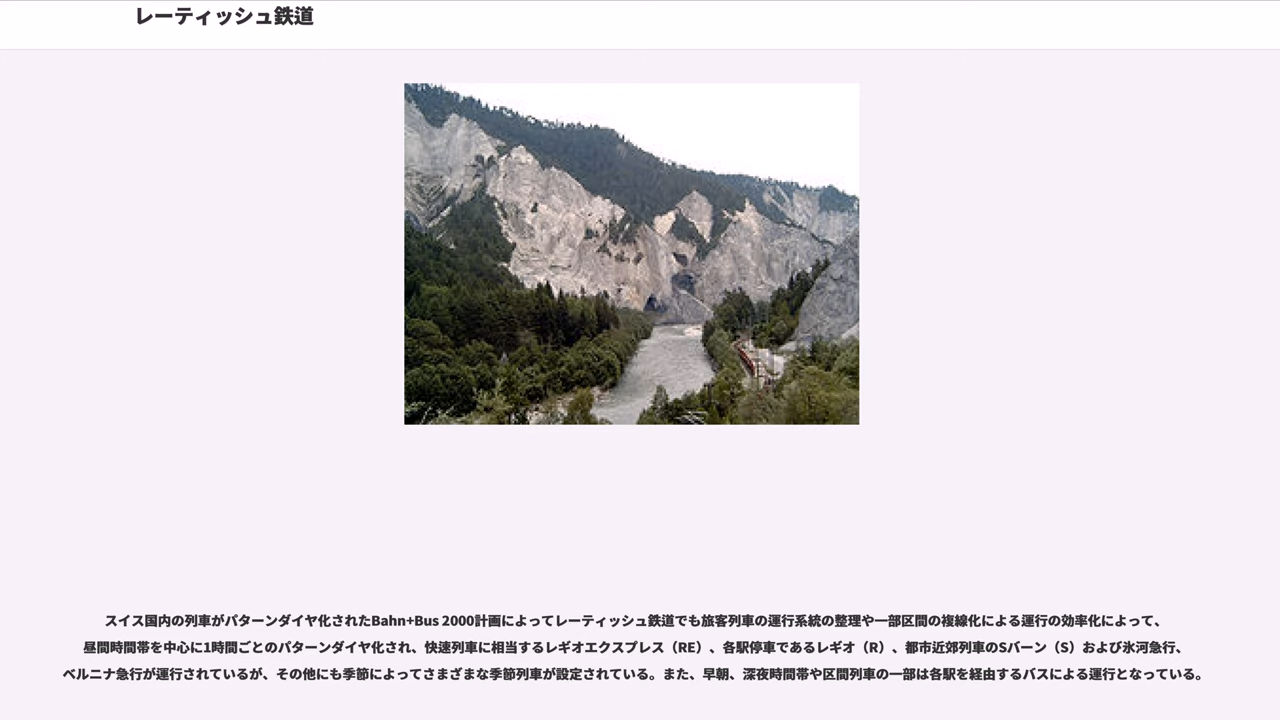 レーティッシュ鉄道
スイス国内の列車がパターンダイヤ化されたBahn+Bus 2000計画によってレーティッシュ鉄道でも旅客列車の運行系統の整理や一部区間の複線化による運行の効率化によって、
昼間時間帯を中心に1時間ごとのパターンダイヤ化され、快速列車に相当するレギオエクスプレス（RE）、各駅停車であるレギオ（R）、都市近郊列車のSバーン（S）および氷河急行、
ベルニナ急行が運行されているが、その他にも季節によってさまざまな季節列車が設定されている。また、早朝、深夜時間帯や区間列車の一部は各駅を経由するバスによる運行となっている。